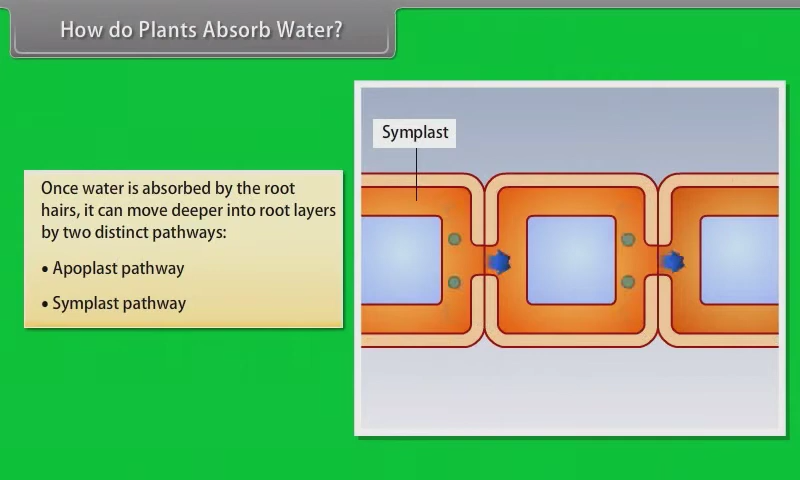 How do Plants Absorb Water?
Symplast
Once water is absorbed by the root
hairs, it can move deeper into root layers
by two distinct pathways:
• Apoplast pathway
• Symplast pathway